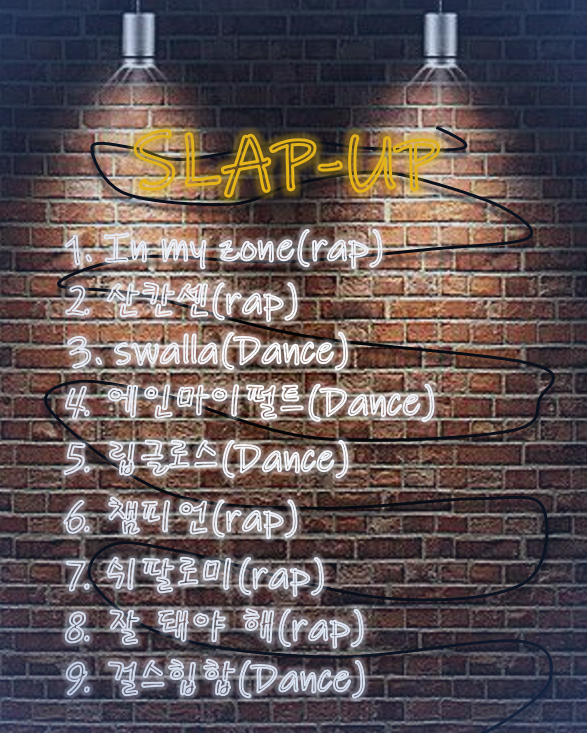 SLAP-UP
1. In my zone(rap)
2. 산칸센(rap)
3. swalla(Dance)
4. 에인마이펄트(Dance)
5. 립글로스(Dance)
6. 챔피언(rap)
7. 쉬팔로미(rap)
8. 잘 돼야 해(rap)
9. 걸스힙합(Dance)